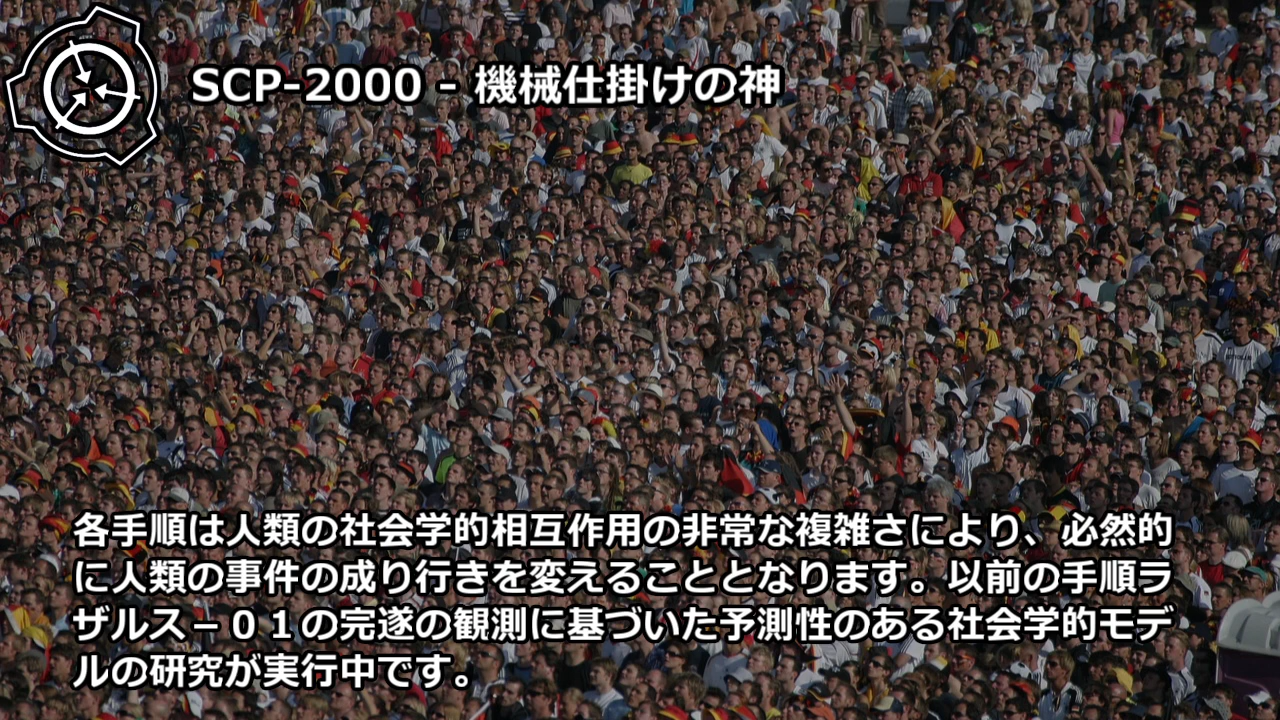 SCP-2000 - 機械仕掛けの神
各手順は人類の社会学的相互作用の非常な複雑さにより、必然的
に人類の事件の成り行きを変えることとなります。以前の手順ラ
ザルス－０１の完遂の観測に基づいた予測性のある社会学的モデ
ルの研究が実行中です。